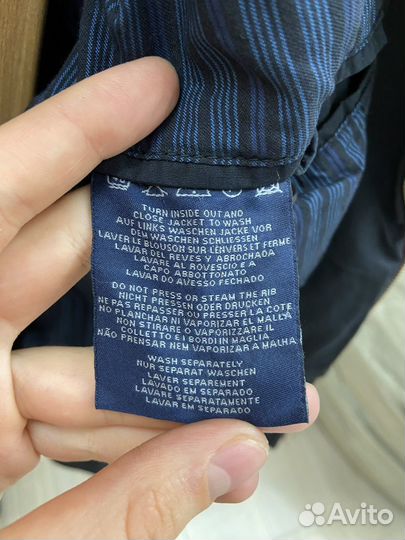 TURN INSIDE OUT AND
CLOSE JACKET TO WASH
AUF LINKS WASCHEN JACKE VOR
DEM WASCHEN SCHLIESSEN
LAVER LE BLOUSON SUR L'ENVERS ET FERME
LAVAR DEL REVES Y ABROCHADA
LAVARE AL ROVESCIO E A
CAPO ABBOTTONATO
LAVAR DO AVESSO FECHADO
DO NOT PRESS OR STEAM THE RIB
NICHT PRESSEN ODER DRUCKEN
NE PAS REPASSER OU PRESSER LA COTE
NO PLANCHAR NI VAPORIZAR EL MALLA
NON STIRARE O VAPORIZZARE IL
COLLETTO E I BORDI IN MAGLIA
NÃO PRENSAR NEM VAPORIZAR A MALHA
WASH SEPARATELY
NUR SEPARAT WASCHEN
LAVER SEPAREMENT
LAVADO EM SEPARADO
LAVARE SEPARATAMENTE
LAVAR EM SEPARADO
Avito